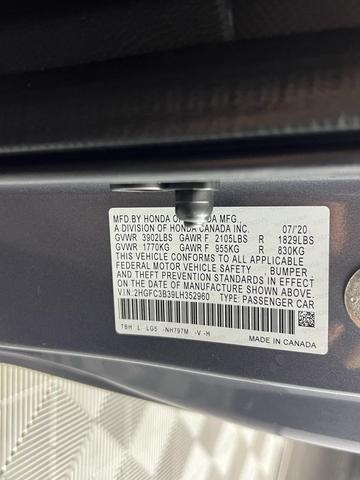 MFD.BY HONDA OF CANADA MFG.,
A DIVISION OF HONDA CANADA INC. 07/20
GVWR 3902LBS GAWR F 2105LBS R 1829LBS
GVWR 1770KG GAWR F 955KG R 830KG
THIS VEHICLE CONFORMS TO ALL APPLICABLE
FEDERAL MOTOR VEHICLE SAFETY , BUMPER ,
AND THEFT PREVENTION STANDARDS IN EFFECT
ON THE DATE OF MANUFACTURE SHOWN ABOVE.
V.I.N. 2HGFC3B39LH352960 TYPE: PASSENGER CAR
TBH L LG5 -NH797M -V -H
MADE IN CANADA